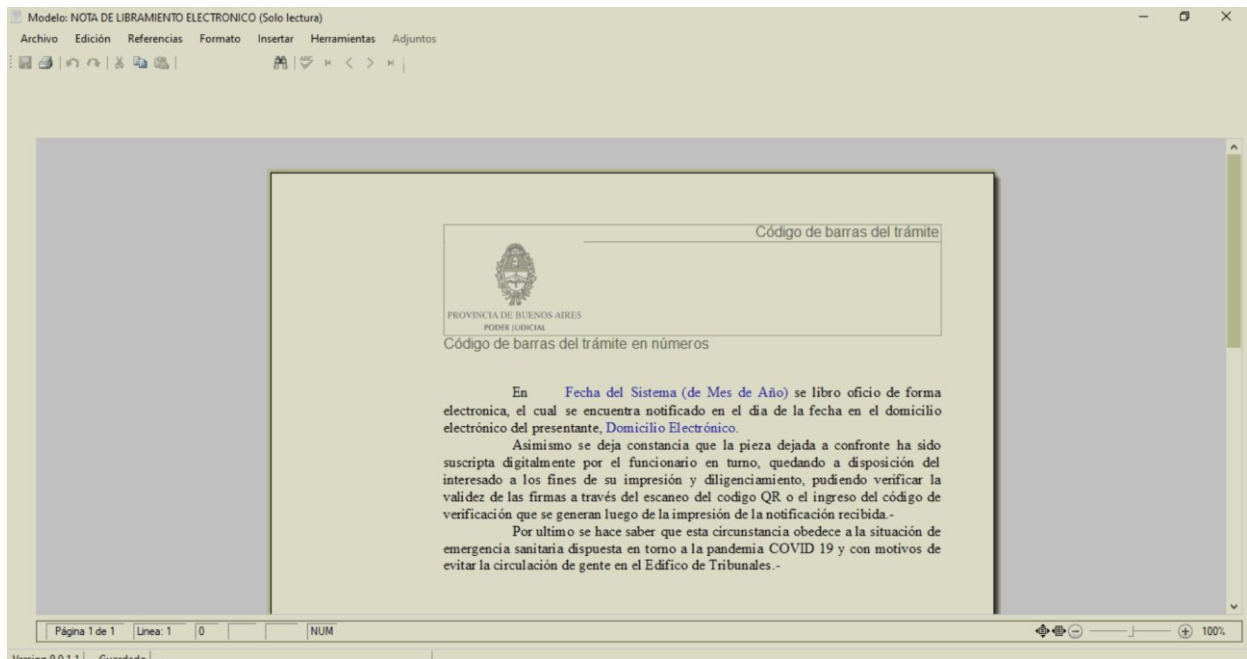 Modelo: NOTA DE LIBRAMIENTO ELECTRONICO (Solo lectura)
Archivo Edición Referencias Formato Insertar Herramientas Adjuntos
Código de barras del trámite
PROVINCIA DE BUENOS AIRES
PODER JUDICIAL
Código de barras del trámite en números
En Fecha del Sistema (de Mes de Año) se libro oficio de forma
electronica, el cual se encuentra notificado en el dia de la fecha en el domicilio
electrónico del presentante, Domicilio Electrónico.
Asimismo se deja constancia que la pieza dejada a confronte ha sido
suscripta digitalmente por el funcionario en turno, quedando a disposición del
interesado a los fines de su impresión y diligenciamiento, pudiendo verificar la
validez de las firmas a través del escaneo del codigo QR o el ingreso del código de
verificación que se generan luego de la impresión de la notificación recibida.-
Por ultimo se hace saber que esta circunstancia obedece a la situación de
emergencia sanitaria dispuesta en torno a la pandemia COVID 19 y con motivos de
evitar la circulación de gente en el Edifico de Tribunales.-
Página 1 de 1 Linea: 1 0 NUM 100%
Version 0.0.1.1 Guardado